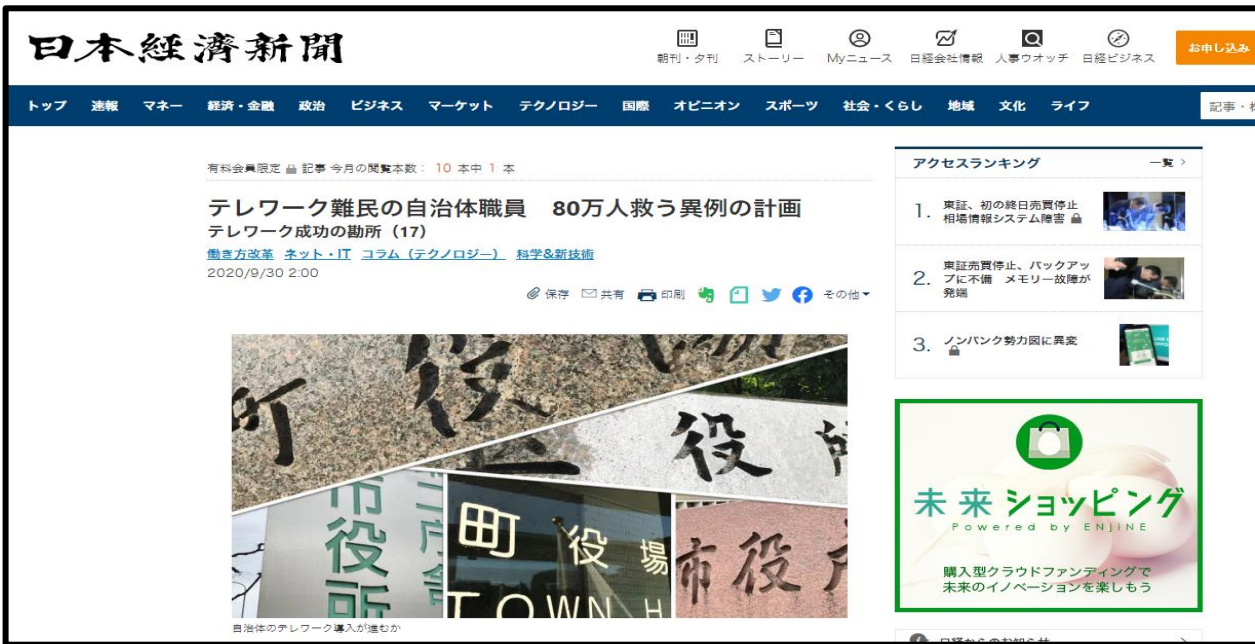 日本経済新聞
朝刊・夕刊 ストーリー Myニュース 日経会社情報 人事ウオッチ 日経ビジネス
お申し込み
トップ 速報 マネー 経済・金融 政治 ビジネス マーケット テクノロジー 国際 オピニオン スポーツ 社会・くらし 地域 文化 ライフ
記事・
有料会員限定 記事 今月の閲覧本数: 10 本中 1 本
テレワーク難民の自治体職員 80万人救う異例の計画
テレワーク成功の勘所(17)
働き方改革 ネット・IT コラム(テクノロジー) 科学&新技術
2020/9/30 2:00
保存 共有 印刷 その他
町役
役
市役所
町役場
TOWN H
市役
自治体のテレワーク導入が進むか
アクセスランキング 一覧
1. 東証、初の終日売買停止
相場情報システム障害
2. 東証売買停止、バックアッ
プに不備 メモリー故障が
発端
3. ノンバンク勢力図に異変
未来ショッピング
Powered by ENjiNE
購入型クラウドファンディングで
未来のイノベーションを楽しもう
日経からのお知らせ